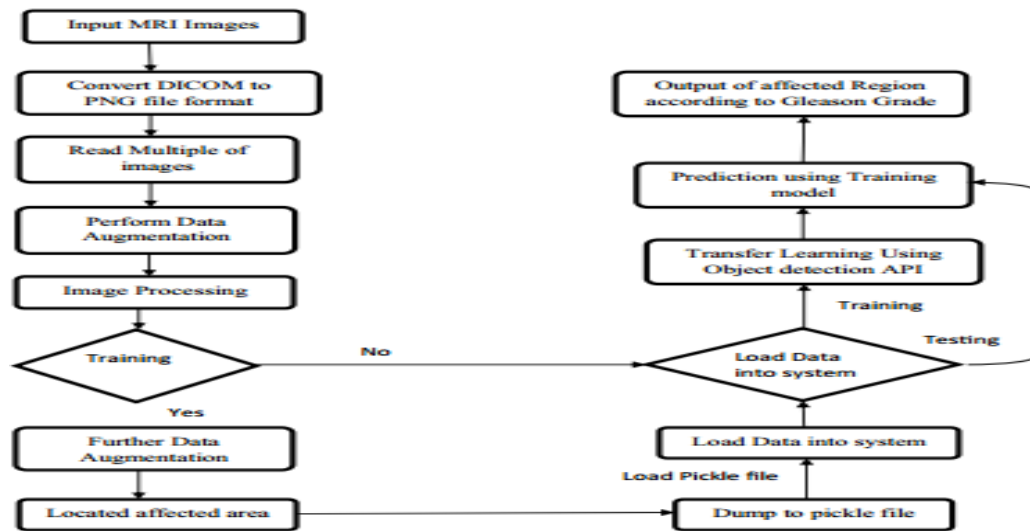 Input MRI Images
Convert DICOM to
PNG file format
Read Multiple of
images
Perform Data
Augmentation
Image Processing
Training
No
Yes
Further Data
Augmentation
Located affected area
Output of affected Region
according to Gleason Grade
Prediction using Training
model
Transfer Learning Using
Object detection API
Training
Testing
Load Data
into system
Load Data into system
Load Pickle file
Dump to pickle file